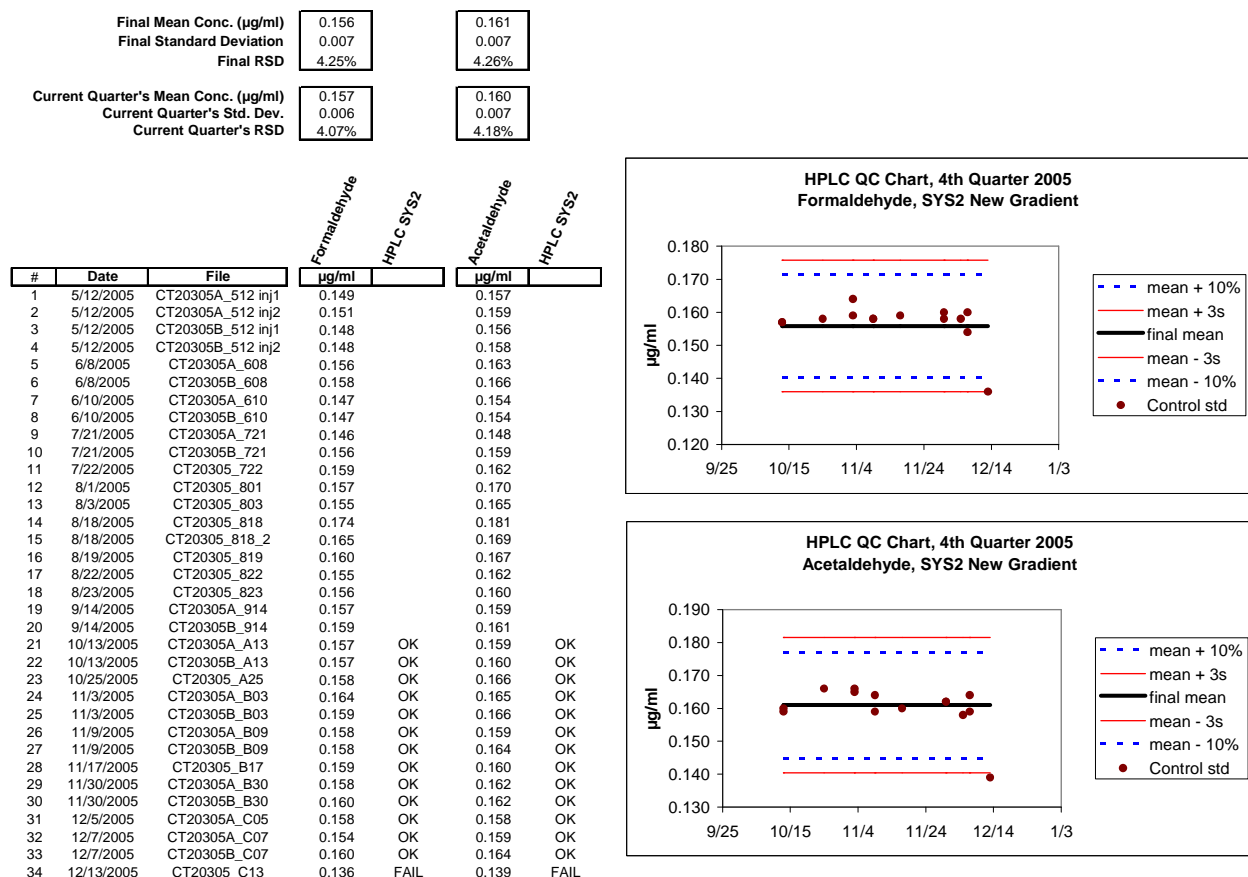 Final Mean Conc. (µg/ml) 0.156 0.161
Final Standard Deviation 0.007 0.007
Final RSD 4.25% 4.26%
Current Quarter's Mean Conc. (µg/ml) 0.157 0.160
Current Quarter's Std. Dev. 0.006 0.007
Current Quarter's RSD 4.07% 4.18%
Formaldehyde
HPLC SYS2
Acetaldehyde
HPLC SYS2
# Date File µg/ml µg/ml
1 5/12/2005 CT20305A_512 inj1 0.149 0.157
2 5/12/2005 CT20305A_512 inj2 0.151 0.159
3 5/12/2005 CT20305B_512 inj1 0.148 0.156
4 5/12/2005 CT20305B_512 inj2 0.148 0.158
5 6/8/2005 CT20305A_608 0.156 0.163
6 6/8/2005 CT20305B_608 0.158 0.166
7 6/10/2005 CT20305A_610 0.147 0.154
8 6/10/2005 CT20305B_610 0.147 0.154
9 7/21/2005 CT20305A_721 0.146 0.148
10 7/21/2005 CT20305B_721 0.156 0.159
11 7/22/2005 CT20305_722 0.159 0.162
12 8/1/2005 CT20305_801 0.157 0.170
13 8/3/2005 CT20305_803 0.155 0.165
14 8/18/2005 CT20305_818 0.174 0.181
15 8/18/2005 CT20305_818_2 0.165 0.169
16 8/19/2005 CT20305_819 0.160 0.167
17 8/22/2005 CT20305_822 0.155 0.162
18 8/23/2005 CT20305_823 0.156 0.160
19 9/14/2005 CT20305A_914 0.157 0.159
20 9/14/2005 CT20305B_914 0.159 0.161
21 10/13/2005 CT20305A_A13 0.157 OK 0.159 OK
22 10/13/2005 CT20305B_A13 0.157 OK 0.160 OK
23 10/25/2005 CT20305_A25 0.158 OK 0.166 OK
24 11/3/2005 CT20305A_B03 0.164 OK 0.165 OK
25 11/3/2005 CT20305B_B03 0.159 OK 0.166 OK
26 11/9/2005 CT20305A_B09 0.158 OK 0.159 OK
27 11/9/2005 CT20305B_B09 0.158 OK 0.164 OK
28 11/17/2005 CT20305_B17 0.159 OK 0.160 OK
29 11/30/2005 CT20305A_B30 0.158 OK 0.162 OK
30 11/30/2005 CT20305B_B30 0.160 OK 0.162 OK
31 12/5/2005 CT20305A_C05 0.158 OK 0.158 OK
32 12/7/2005 CT20305A_C07 0.154 OK 0.159 OK
33 12/7/2005 CT20305B_C07 0.160 OK 0.164 OK
34 12/13/2005 CT20305_C13 0.136 FAIL 0.139 FAIL
HPLC QC Chart, 4th Quarter 2005
Formaldehyde, SYS2 New Gradient
µg/ml
0.180
0.170
0.160
0.150
0.140
0.130
0.120
9/25 10/15 11/4 11/24 12/14 1/3
mean + 10%
mean + 3s
final mean
mean - 3s
mean - 10%
Control std
HPLC QC Chart, 4th Quarter 2005
Acetaldehyde, SYS2 New Gradient
µg/ml
0.190
0.180
0.170
0.160
0.150
0.140
0.130
9/25 10/15 11/4 11/24 12/14 1/3
mean + 10%
mean + 3s
final mean
mean - 3s
mean - 10%
Control std